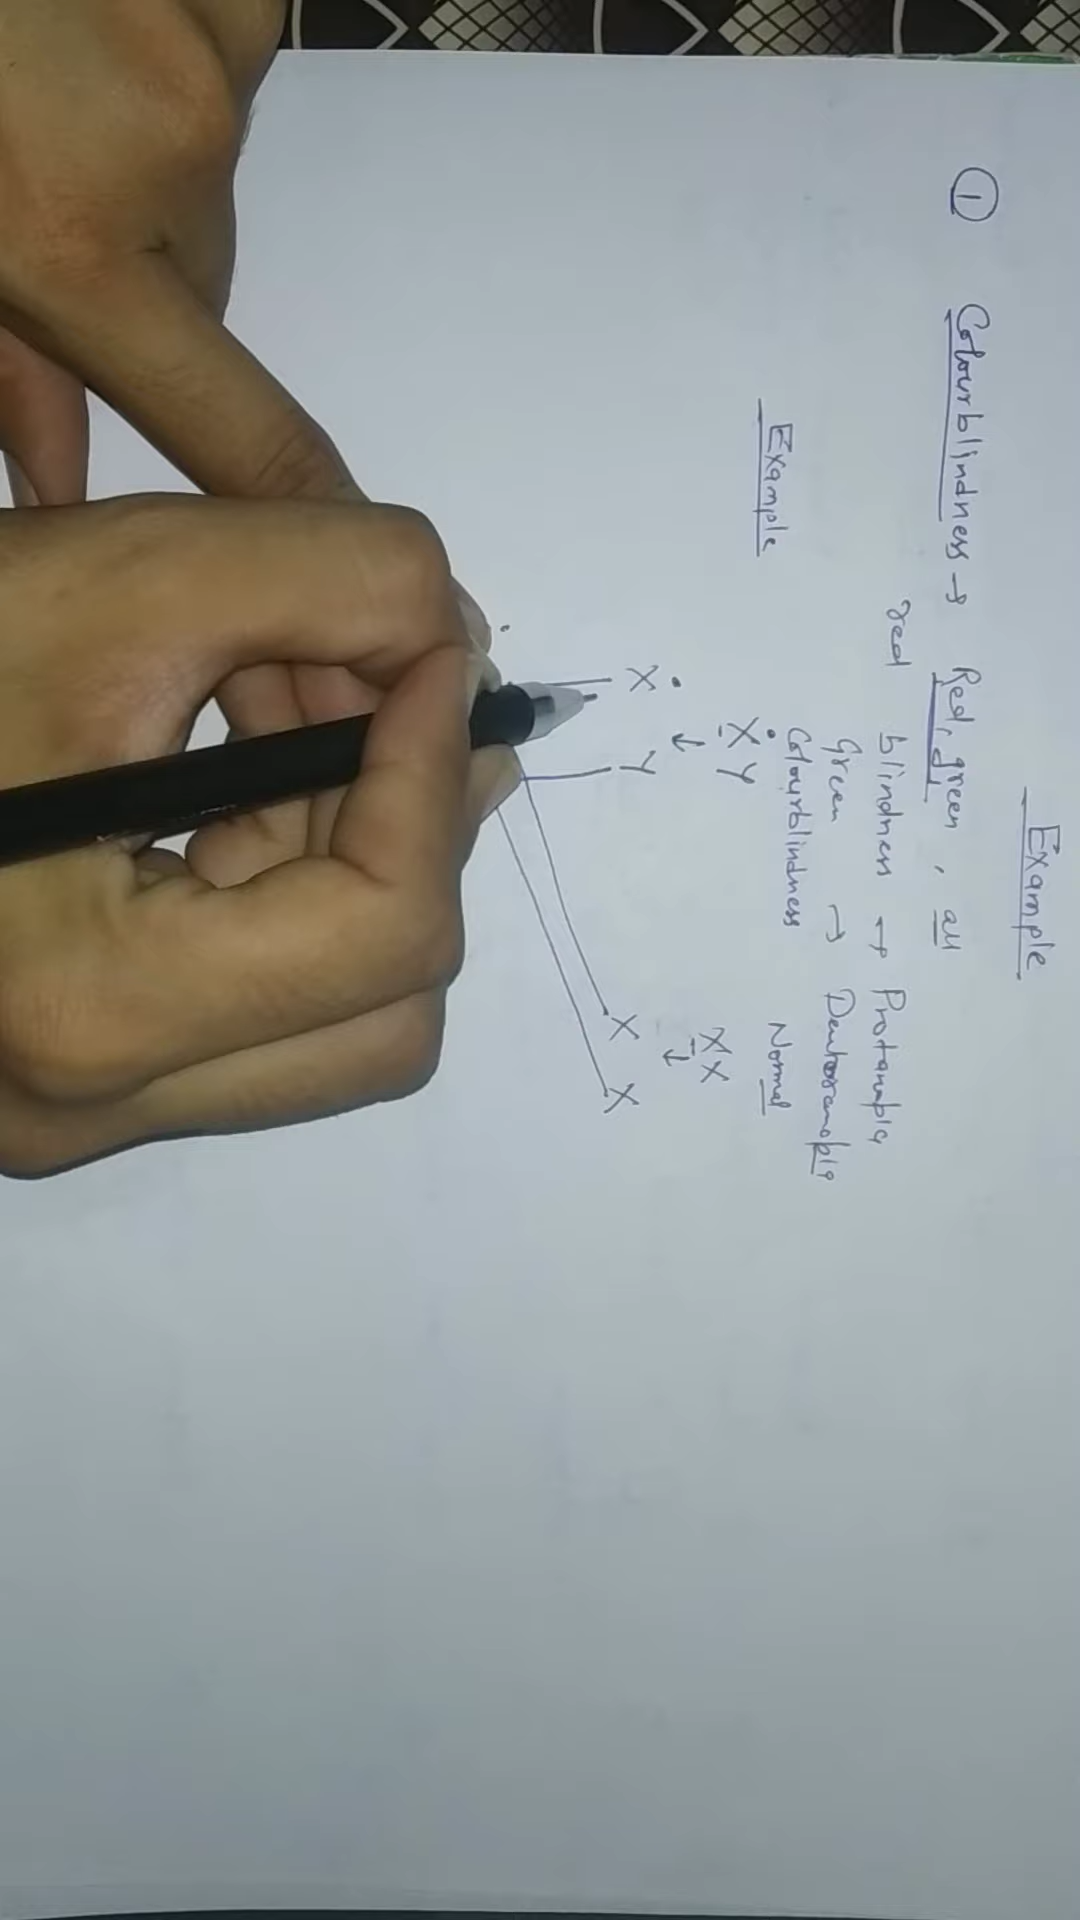 Example
① Colourblindness → Red, green, all
red blindness → Protanopia
green → Deuteranopia
Example Colourblindness Normal
X Y X X
↓ ↓
X Y X X